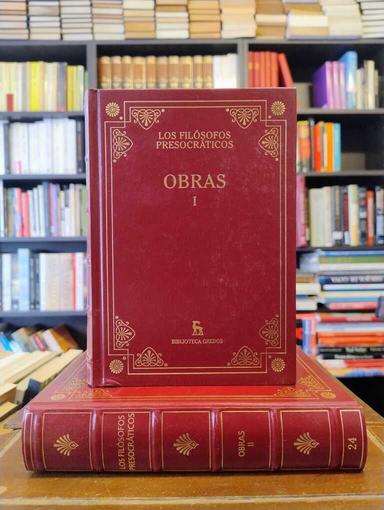 LOS FILÓSOFOS
PRESOCRÁTICOS
OBRAS
I
BIBLIOTECA GREDOS
LOS FILÓSOFOS
PRESOCRÁTICOS
OBRAS
II
24